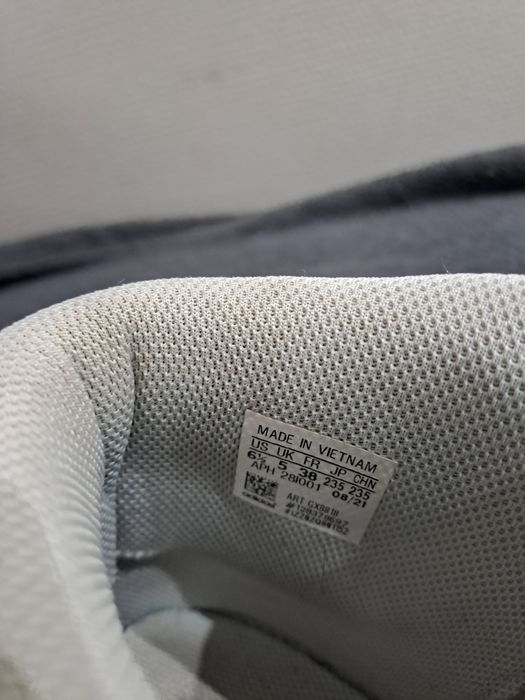 MADE IN VIETNAM
US UK FR JP CHN
6½ 5 38 235 235
APH 281001 08/21
ART
adidas